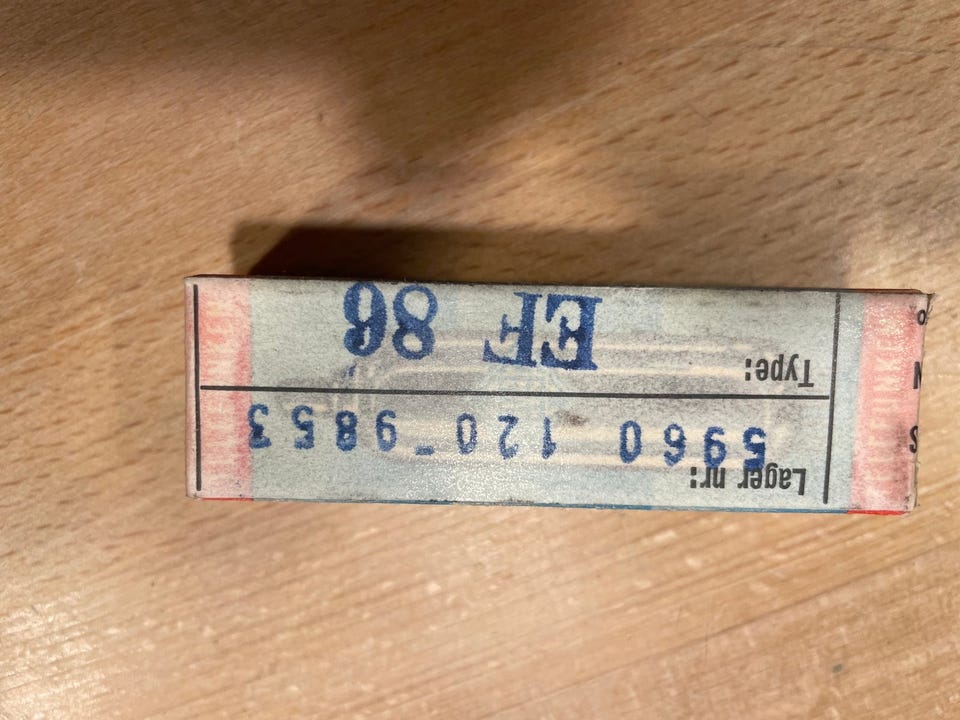 Lager nr:
5960 120-9853
Type:
EF 86